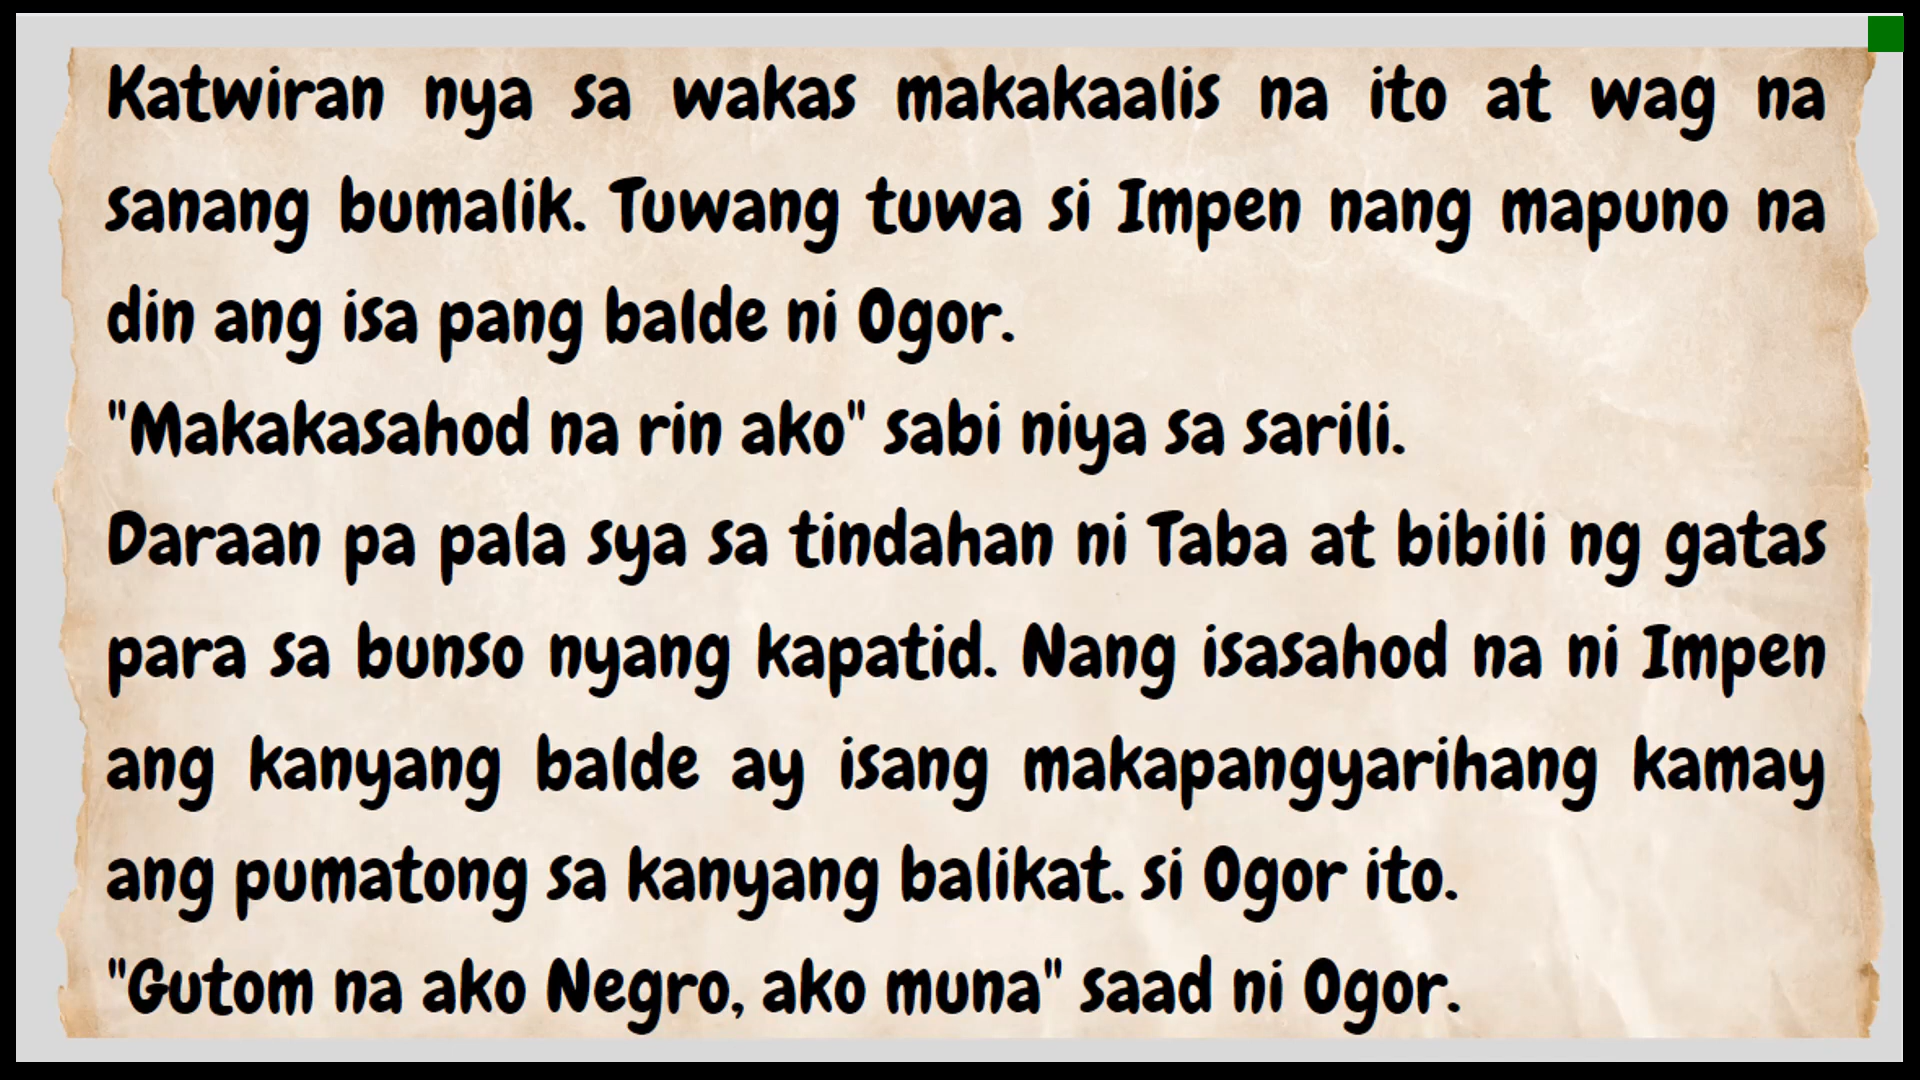 Katwiran nya sa wakas makakaalis na ito at wag na
sanang bumalik. Tuwang tuwa si Impen nang mapuno na
din ang isa pang balde ni Ogor.
"Makakasahod na rin ako" sabi niya sa sarili.
Daraan pa pala sya sa tindahan ni Taba at bibili ng gatas
para sa bunso nyang kapatid. Nang isasahod na ni Impen
ang kanyang balde ay isang makapangyarihang kamay
ang pumatong sa kanyang balikat. si Ogor ito.
"Gutom na ako Negro, ako muna" saad ni Ogor.